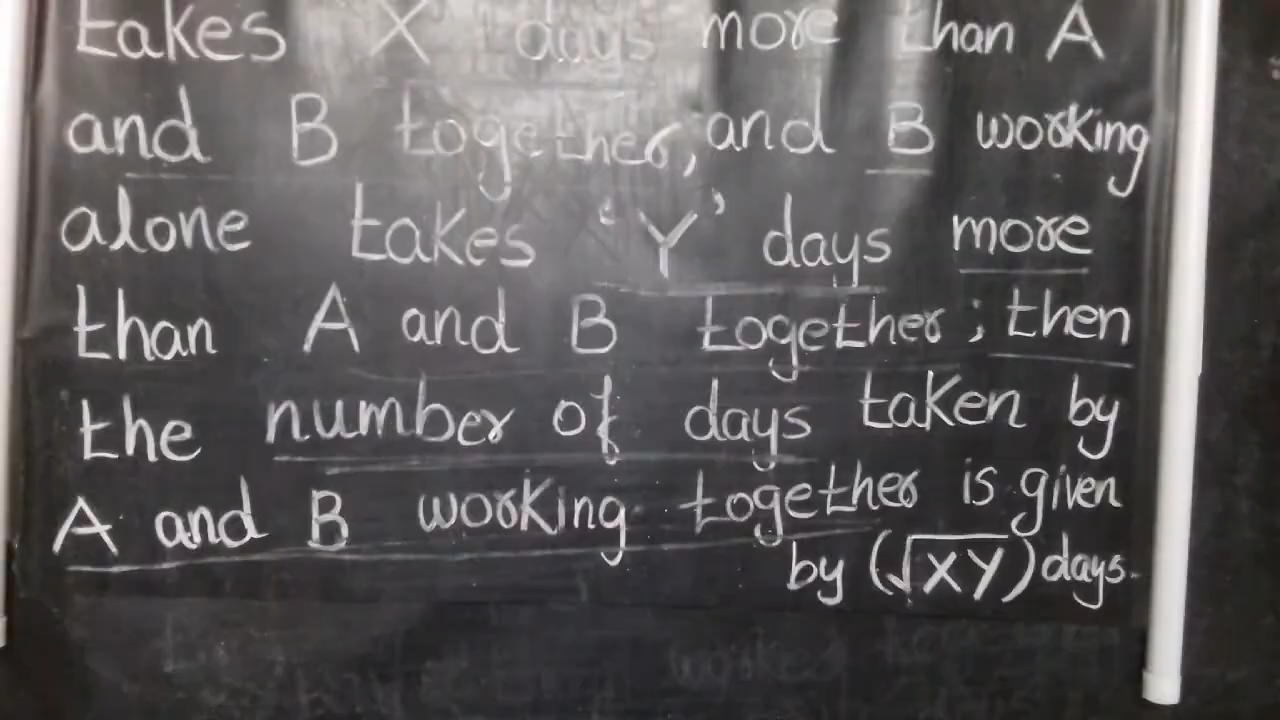 takes X days more than A
and B together, and B working
alone takes 'Y' days more
than A and B together; then
the number of days taken by
A and B working together is given
by (√XY) days.